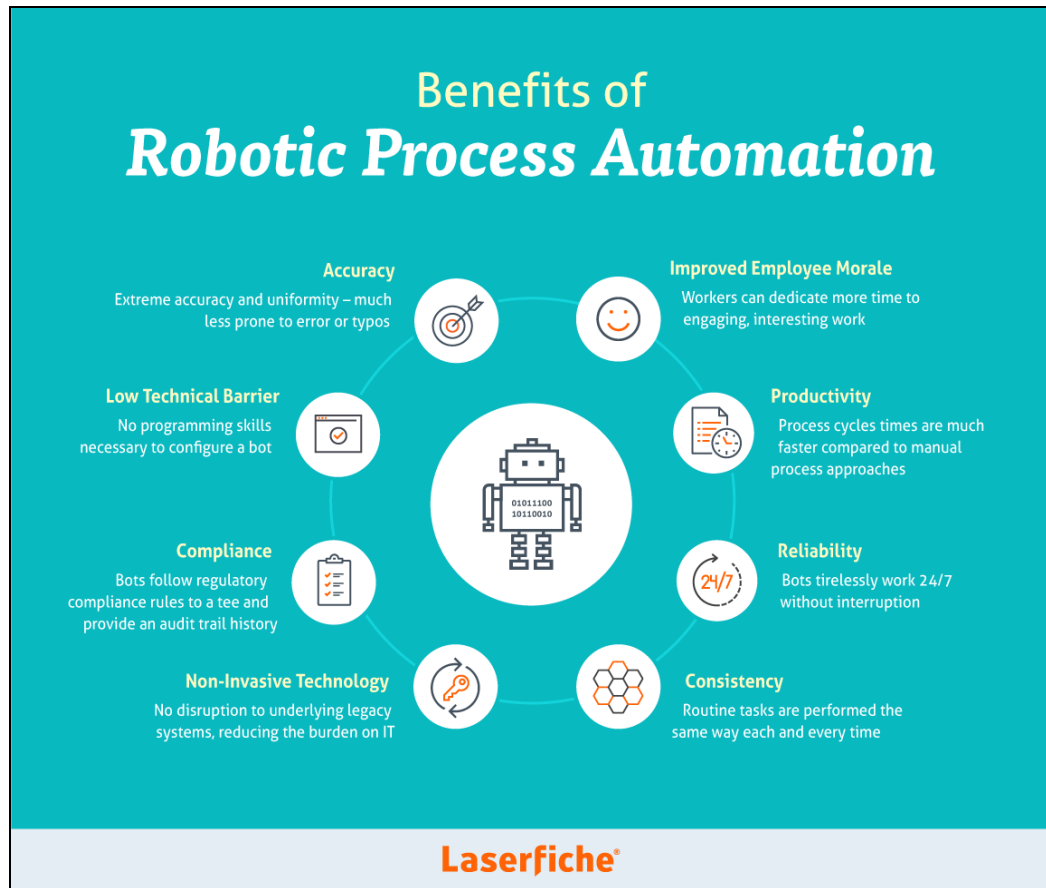 Benefits of
Robotic Process Automation
Accuracy
Extreme accuracy and uniformity – much
less prone to error or typos
Improved Employee Morale
Workers can dedicate more time to
engaging, interesting work
Low Technical Barrier
No programming skills
necessary to configure a bot
Productivity
Process cycles times are much
faster compared to manual
process approaches
01011100
10110010
Compliance
Bots follow regulatory
compliance rules to a tee and
provide an audit trail history
24/7
Reliability
Bots tirelessly work 24/7
without interruption
Non-Invasive Technology
No disruption to underlying legacy
systems, reducing the burden on IT
Consistency
Routine tasks are performed the
same way each and every time
Laserfiche®